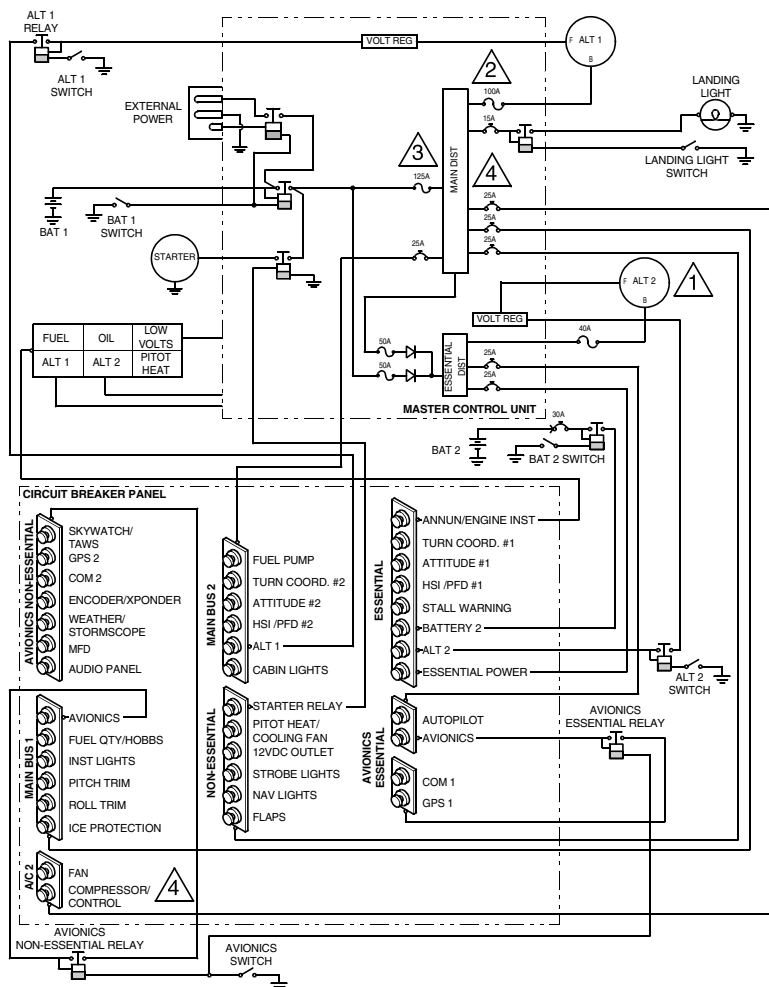 ALT 1
RELAY
ALT 1
SWITCH
VOLT REG
F
ALT 1
B
2
100A
EXTERNAL
POWER
15A
LANDING
LIGHT
LANDING LIGHT
SWITCH
MAIN DIST
3
125A
4
25A
25A
25A
BAT 1
BAT 1
SWITCH
STARTER
25A
F
ALT 2
B
1
VOLT REG
FUEL
OIL
LOW
VOLTS
ALT 1
ALT 2
PITOT
HEAT
50A
50A
ESSENTIAL
DIST
40A
25A
25A
MASTER CONTROL UNIT
30A
BAT 2
BAT 2 SWITCH
CIRCUIT BREAKER PANEL
AVIONICS NON-ESSENTIAL
SKYWATCH/
TAWS
GPS 2
COM 2
ENCODER/XPONDER
WEATHER/
STORMSCOPE
MFD
AUDIO PANEL
MAIN BUS 2
FUEL PUMP
TURN COORD. #2
ATTITUDE #2
HSI /PFD #2
ALT 1
CABIN LIGHTS
ESSENTIAL
ANNUN/ENGINE INST
TURN COORD. #1
ATTITUDE #1
HSI /PFD #1
STALL WARNING
BATTERY 2
ALT 2
ESSENTIAL POWER
ALT 2
SWITCH
MAIN BUS 1
AVIONICS
FUEL QTY/HOBBS
INST LIGHTS
PITCH TRIM
ROLL TRIM
ICE PROTECTION
NON-ESSENTIAL
STARTER RELAY
PITOT HEAT/
COOLING FAN
12VDC OUTLET
STROBE LIGHTS
NAV LIGHTS
FLAPS
AVIONICS
ESSENTIAL
AUTOPILOT
AVIONICS
COM 1
GPS 1
AVIONICS
ESSENTIAL RELAY
A/C 2
FAN
COMPRESSOR/
CONTROL
4
AVIONICS
NON-ESSENTIAL RELAY
AVIONICS
SWITCH